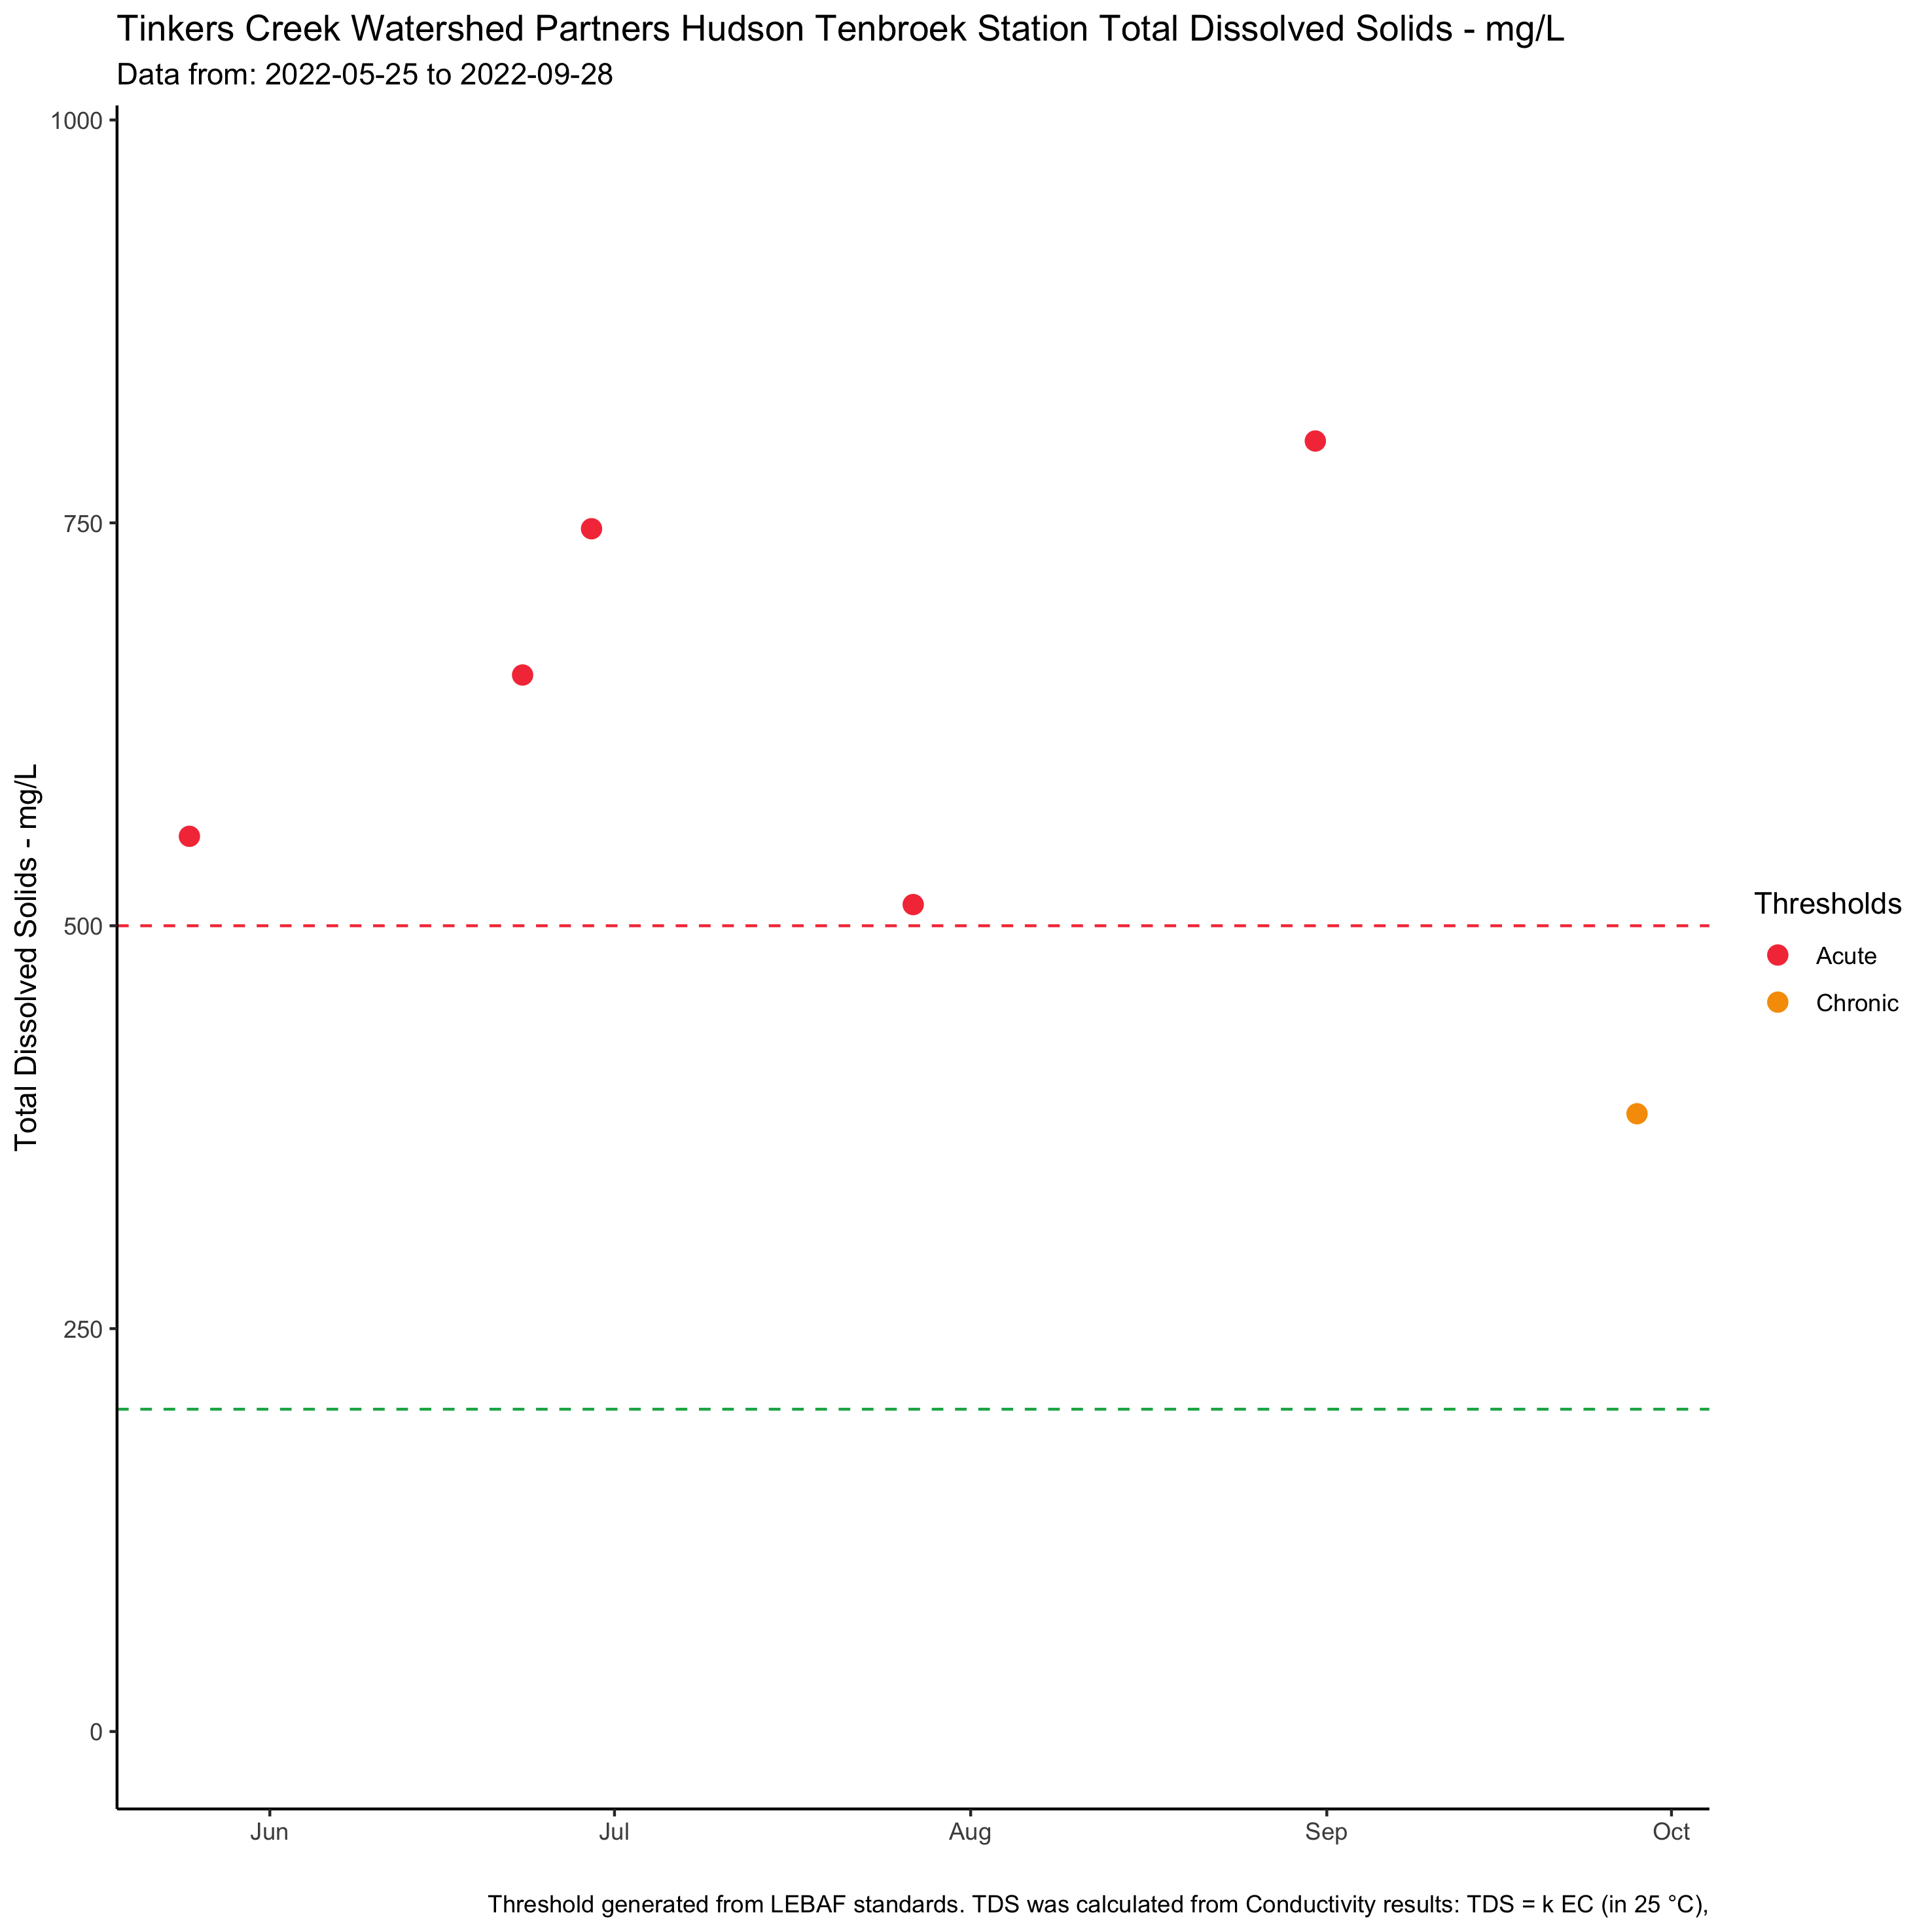 Tinkers Creek Watershed Partners Hudson Tenbroek Station Total Dissolved Solids - mg/L
Data from: 2022-05-25 to 2022-09-28
Total Dissolved Solids - mg/L
1000
750
500
250
0
Jun Jul Aug Sep Oct
Thresholds
Acute
Chronic
Threshold generated from LEBAF standards. TDS was calculated from Conductivity results: TDS = k EC (in 25 °C),